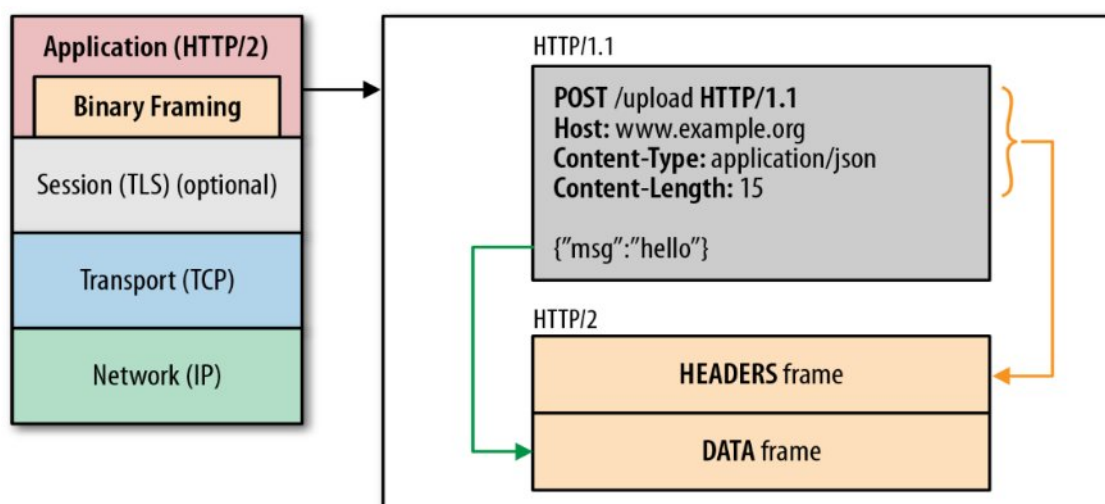 Application (HTTP/2)
Binary Framing
Session (TLS) (optional)
Transport (TCP)
Network (IP)
HTTP/1.1
POST /upload HTTP/1.1
Host: www.example.org
Content-Type: application/json
Content-Length: 15
{”msg”:”hello”}
HTTP/2
HEADERS frame
DATA frame